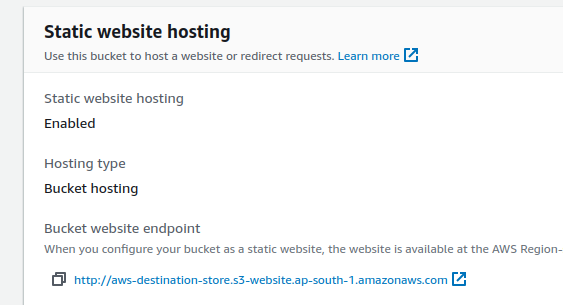 Static website hosting
Use this bucket to host a website or redirect requests. Learn more
Static website hosting
Enabled
Hosting type
Bucket hosting
Bucket website endpoint
When you configure your bucket as a static website, the website is available at the AWS Region-
http://aws-destination-store.s3-website.ap-south-1.amazonaws.com